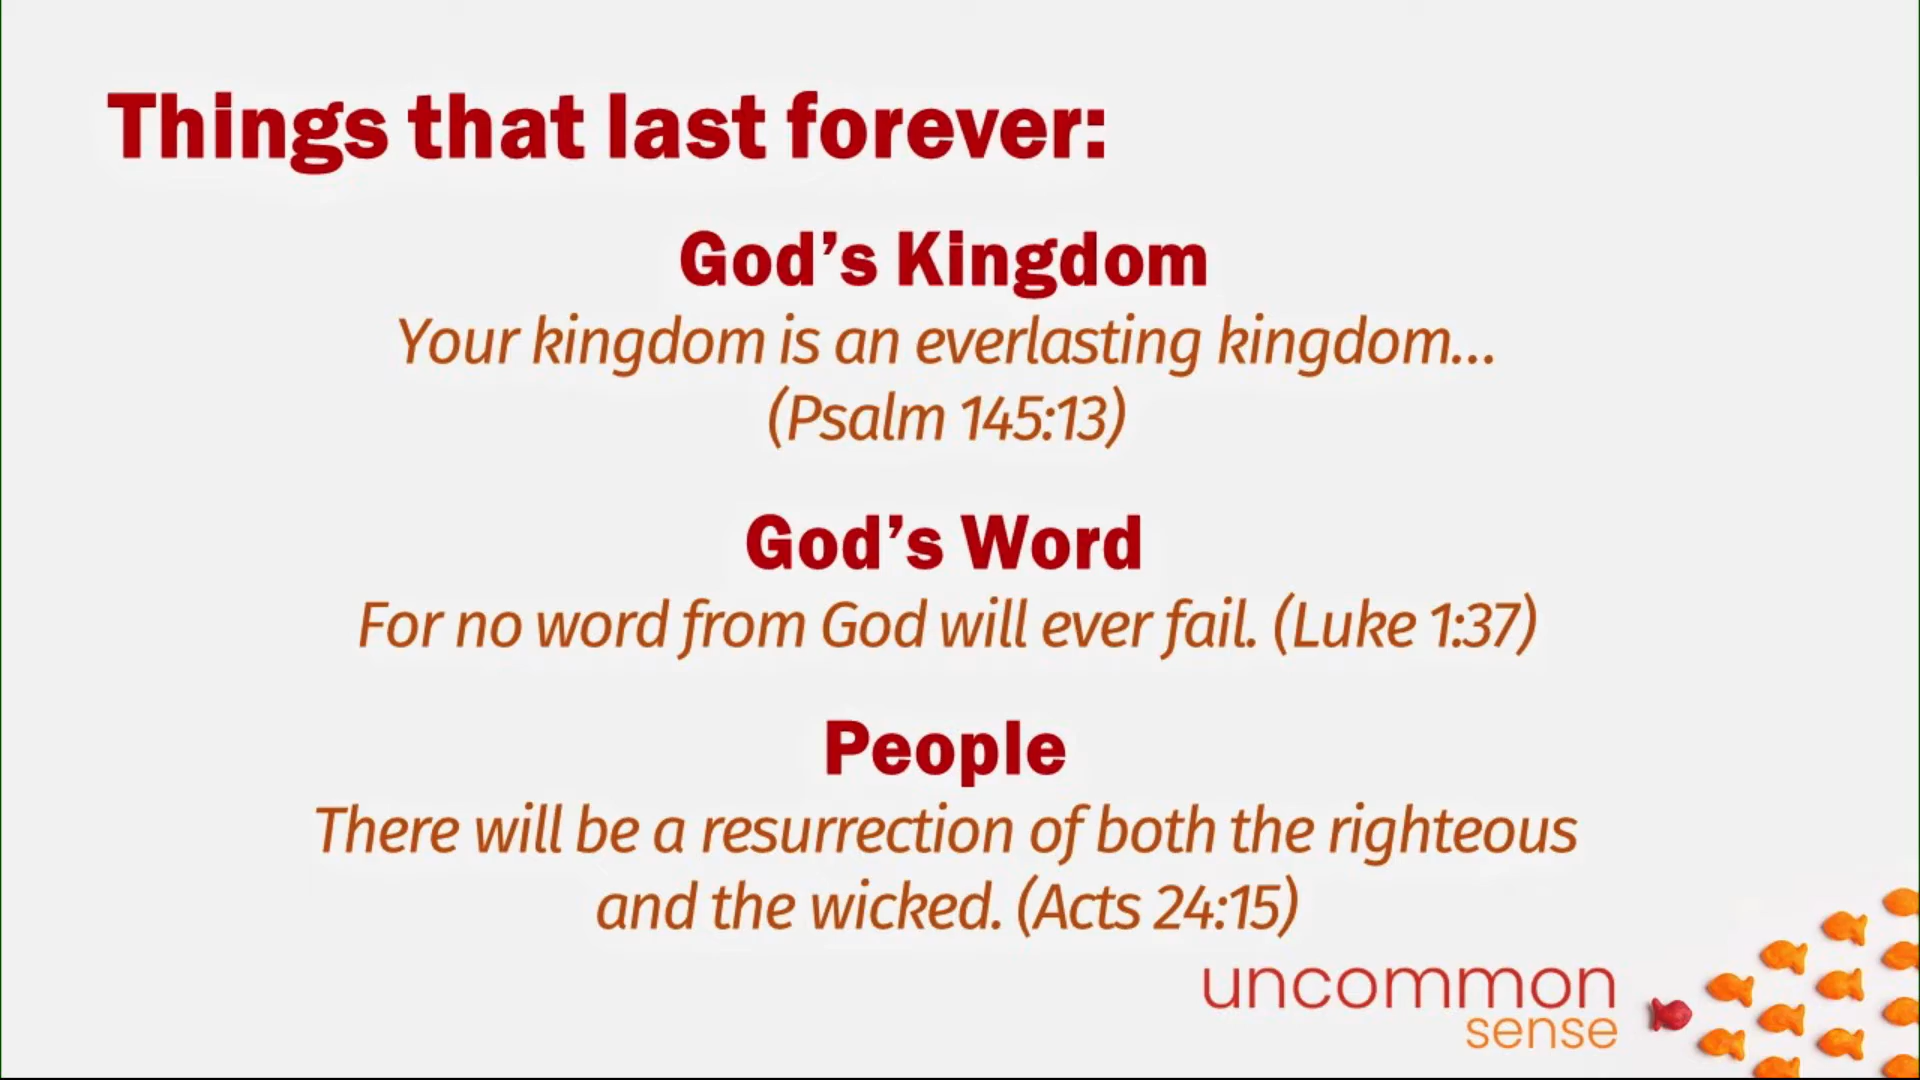 Things that last forever:
God’s Kingdom
Your kingdom is an everlasting kingdom...
(Psalm 145:13)
God’s Word
For no word from God will ever fail. (Luke 1:37)
People
There will be a resurrection of both the righteous
and the wicked. (Acts 24:15)
uncommon
sense